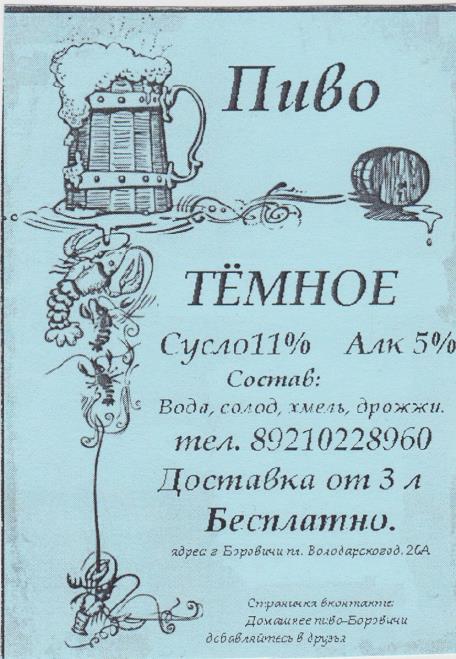 Пиво
ТЁМНОЕ
Сусло11% Алк 5%
Состав:
Вода, солод, хмель, дрожжи.
тел. 89210228960
Доставка от 3 л
Бесплатно.
адрес г Боровичи пл. Володарскогод. 26А
Страничка вконтакте:
Домашнее пиво-Боровичи
добавляйтесь в друзья